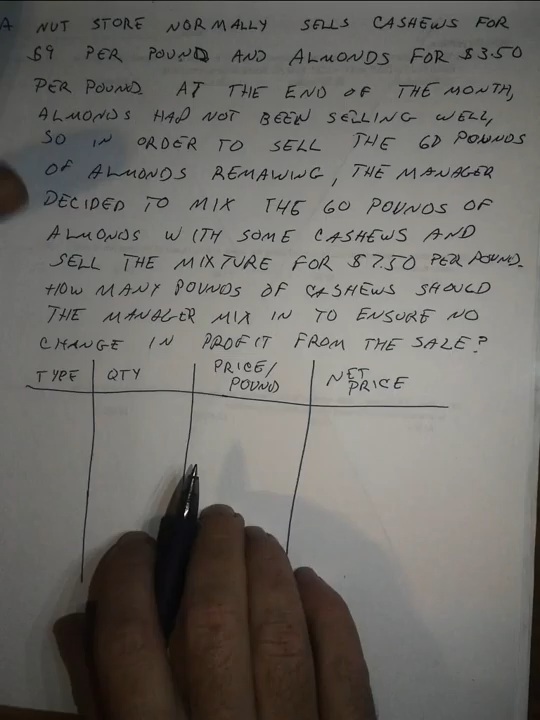 A NUT STORE NORMALLY SELLS CASHEWS FOR
$9 PER POUND AND ALMONDS FOR $3.50
PER POUND. AT THE END OF THE MONTH,
ALMONDS HAD NOT BEEN SELLING WELL,
SO IN ORDER TO SELL THE 60 POUNDS
OF ALMONDS REMAINING, THE MANAGER
DECIDED TO MIX THE 60 POUNDS OF
ALMONDS WITH SOME CASHEWS AND
SELL THE MIXTURE FOR $7.50 PER POUND.
HOW MANY POUNDS OF CASHEWS SHOULD
THE MANAGER MIX IN TO ENSURE NO
CHANGE IN PROFIT FROM THE SALE?
TYPE QTY PRICE/POUND NET PRICE